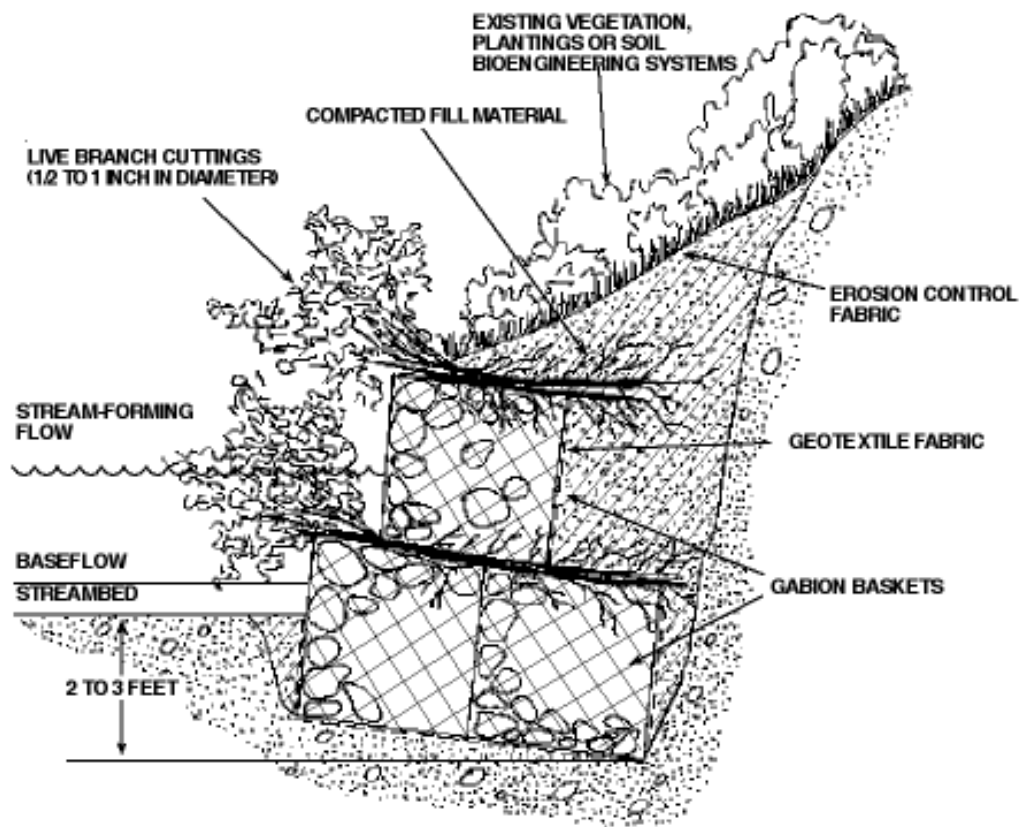 EXISTING VEGETATION,
PLANTINGS OR SOIL
BIOENGINEERING SYSTEMS
COMPACTED FILL MATERIAL
LIVE BRANCH CUTTINGS
(1/2 TO 1 INCH IN DIAMETER)
EROSION CONTROL
FABRIC
STREAM-FORMING
FLOW
GEOTEXTILE FABRIC
BASEFLOW
STREAMBED
GABION BASKETS
2 TO 3 FEET